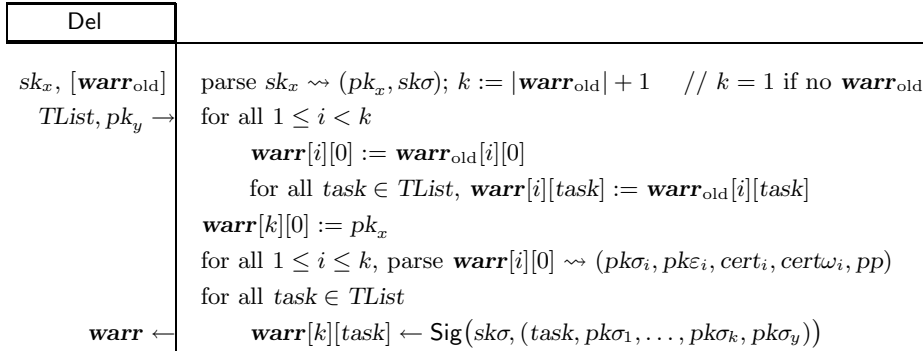 Del
sk_x, [warr_old] parse sk_x ⇝ (pk_x, skσ); k := |warr_old| + 1 // k = 1 if no warr_old
TList, pk_y → for all 1 ≤ i < k
warr[i][0] := warr_old[i][0]
for all task ∈ TList, warr[i][task] := warr_old[i][task]
warr[k][0] := pk_x
for all 1 ≤ i ≤ k, parse warr[i][0] ⇝ (pkσ_i, pkε_i, cert_i, certω_i, pp)
for all task ∈ TList
warr ← warr[k][task] ← Sig(skσ, (task, pkσ_1, . . . , pkσ_k, pkσ_y))